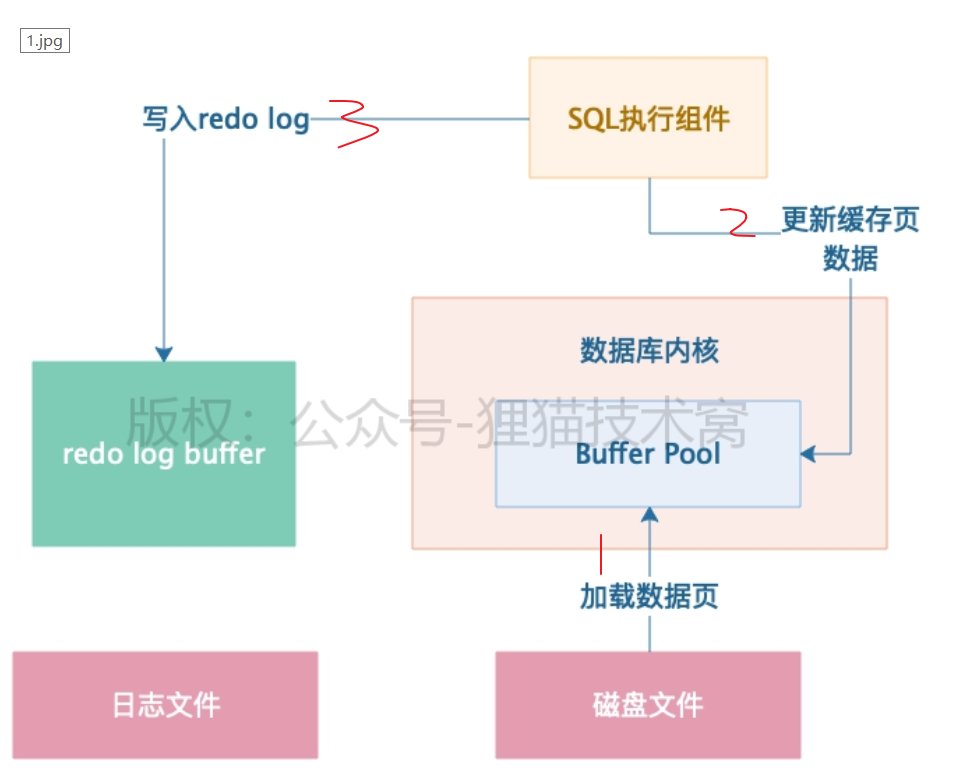 1.jpg
写入redo log
3
SQL执行组件
2
更新缓存页
数据
数据库内核
版权：公众号-狸猫技术窝
redo log buffer
Buffer Pool
1
加载数据页
日志文件
磁盘文件